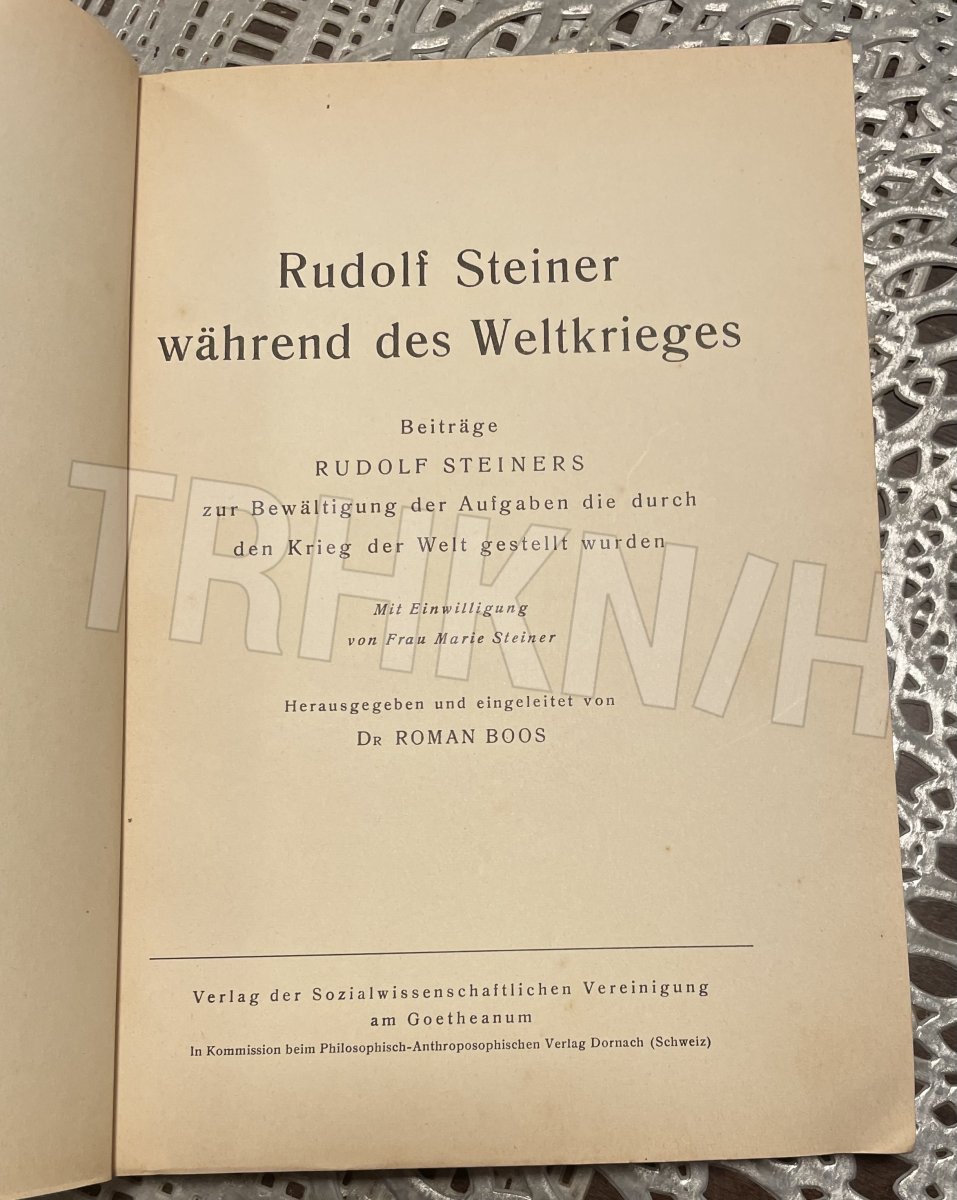 Rudolf Steiner
während des Weltkrieges
Beiträge
RUDOLF STEINERS
zur Bewältigung der Aufgaben die durch
den Krieg der Welt gestellt wurden
Mit Einwilligung
von Frau Marie Steiner
Herausgegeben und eingeleitet von
DR ROMAN BOOS
Verlag der Sozialwissenschaftlichen Vereinigung
am Goetheanum
In Kommission beim Philosophisch-Anthroposophischen Verlag Dornach (Schweiz)
TRHKN/H